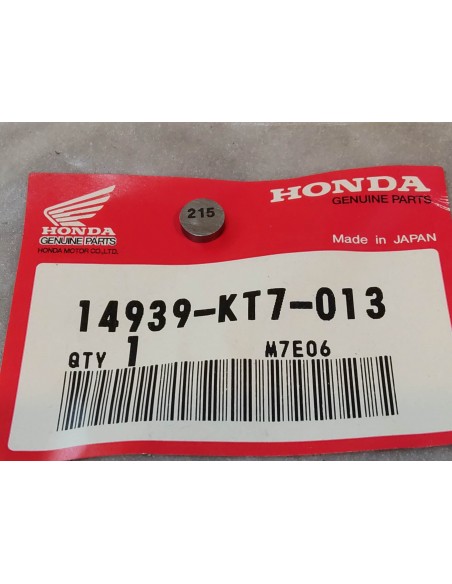 HONDA
GENUINE PARTS
HONDA MOTOR CO., LTD.
HONDA
GENUINE PARTS
215
Made in JAPAN
14939-KT7-013
QTY 1 M7E06